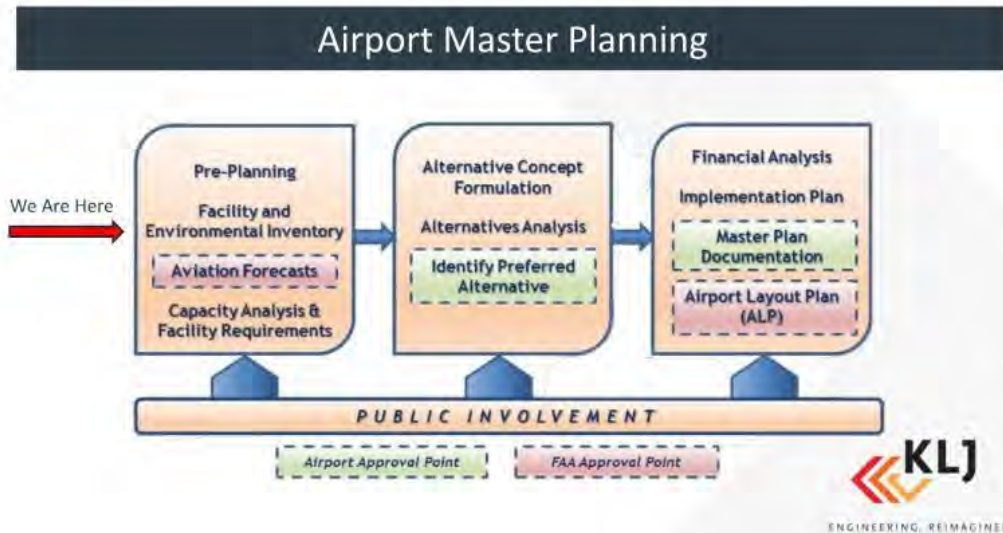 Airport Master Planning
We Are Here
Pre-Planning
Facility and
Environmental Inventory
Aviation Forecasts
Capacity Analysis &
Facility Requirements
Alternative Concept
Formulation
Alternatives Analysis
Identify Preferred
Alternative
Financial Analysis
Implementation Plan
Master Plan
Documentation
Airport Layout Plan
(ALP)
PUBLIC INVOLVEMENT
Airport Approval Point
FAA Approval Point
KLJ
ENGINEERING, REIMAGINE